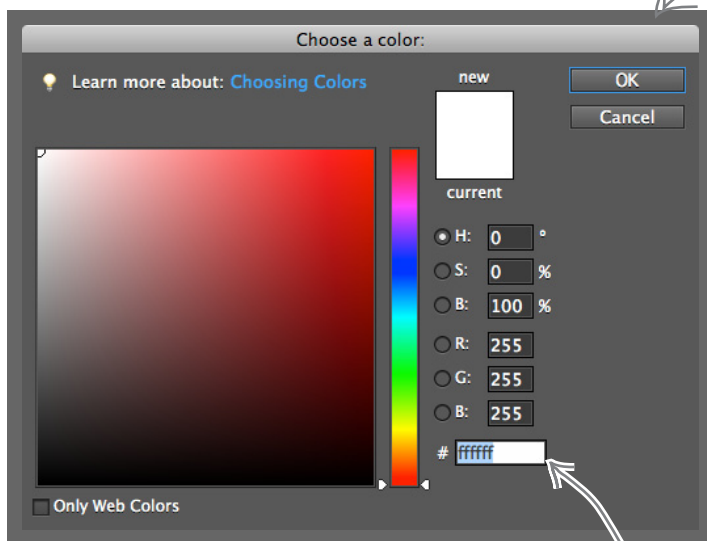 Choose a color:
Learn more about: Choosing Colors
new
current
OK
Cancel
H: 0 °
S: 0 %
B: 100 %
R: 255
G: 255
B: 255
# ffffff
Only Web Colors